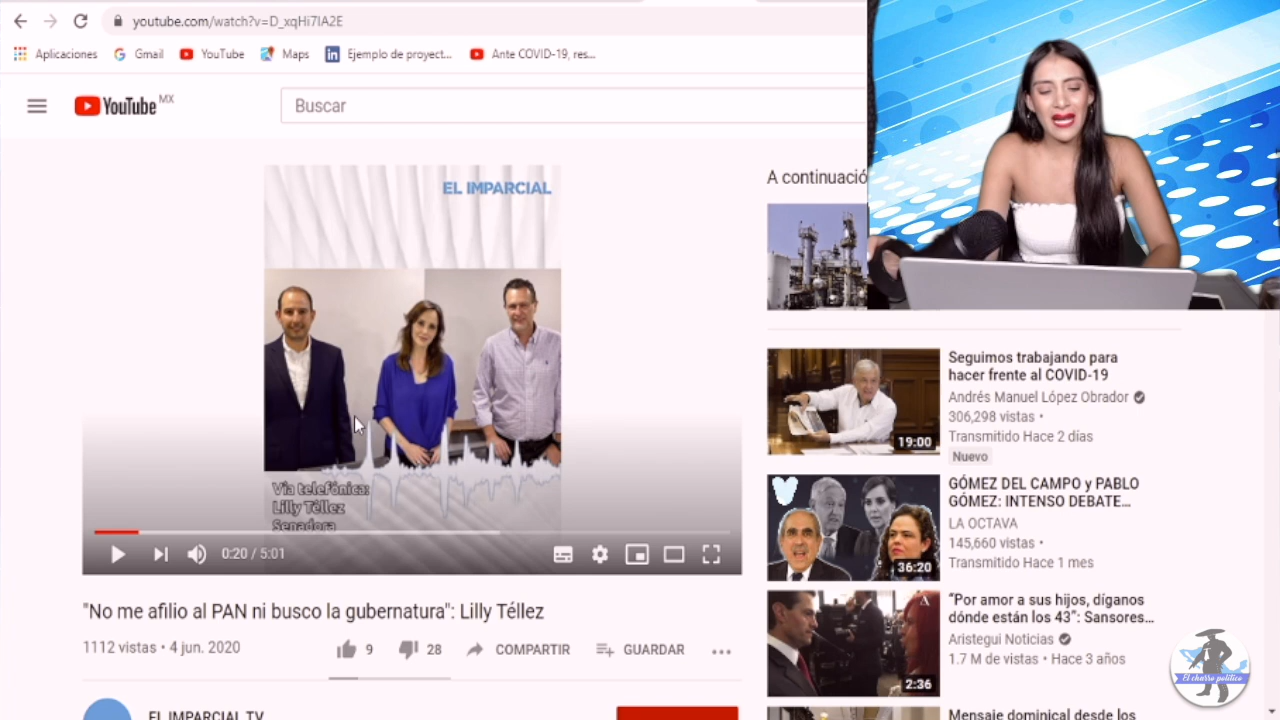 youtube.com/watch?v=D_xqHi7lA2E
Aplicaciones
Gmail
YouTube
Maps
Ejemplo de proyect...
Ante COVID-19, res...
YouTube MX
Buscar
EL IMPARCIAL
Vía telefónica:
Lilly Téllez
Senadora
0:20 / 5:01
"No me afilio al PAN ni busco la gubernatura": Lilly Téllez
1112 vistas • 4 jun. 2020
9
28
COMPARTIR
GUARDAR
EL IMPARCIAL TV
A continuació
19:00
Seguimos trabajando para
hacer frente al COVID-19
Andrés Manuel López Obrador
306,298 vistas •
Transmitido Hace 2 días
Nuevo
36:20
GÓMEZ DEL CAMPO y PABLO
GÓMEZ: INTENSO DEBATE...
LA OCTAVA
145,660 vistas •
Transmitido Hace 1 mes
A
2:36
"Por amor a sus hijos, díganos
dónde están los 43": Sansores...
Aristegui Noticias
1.7 M de vistas • Hace 3 años
Mensaje dominical desde los
El charro político